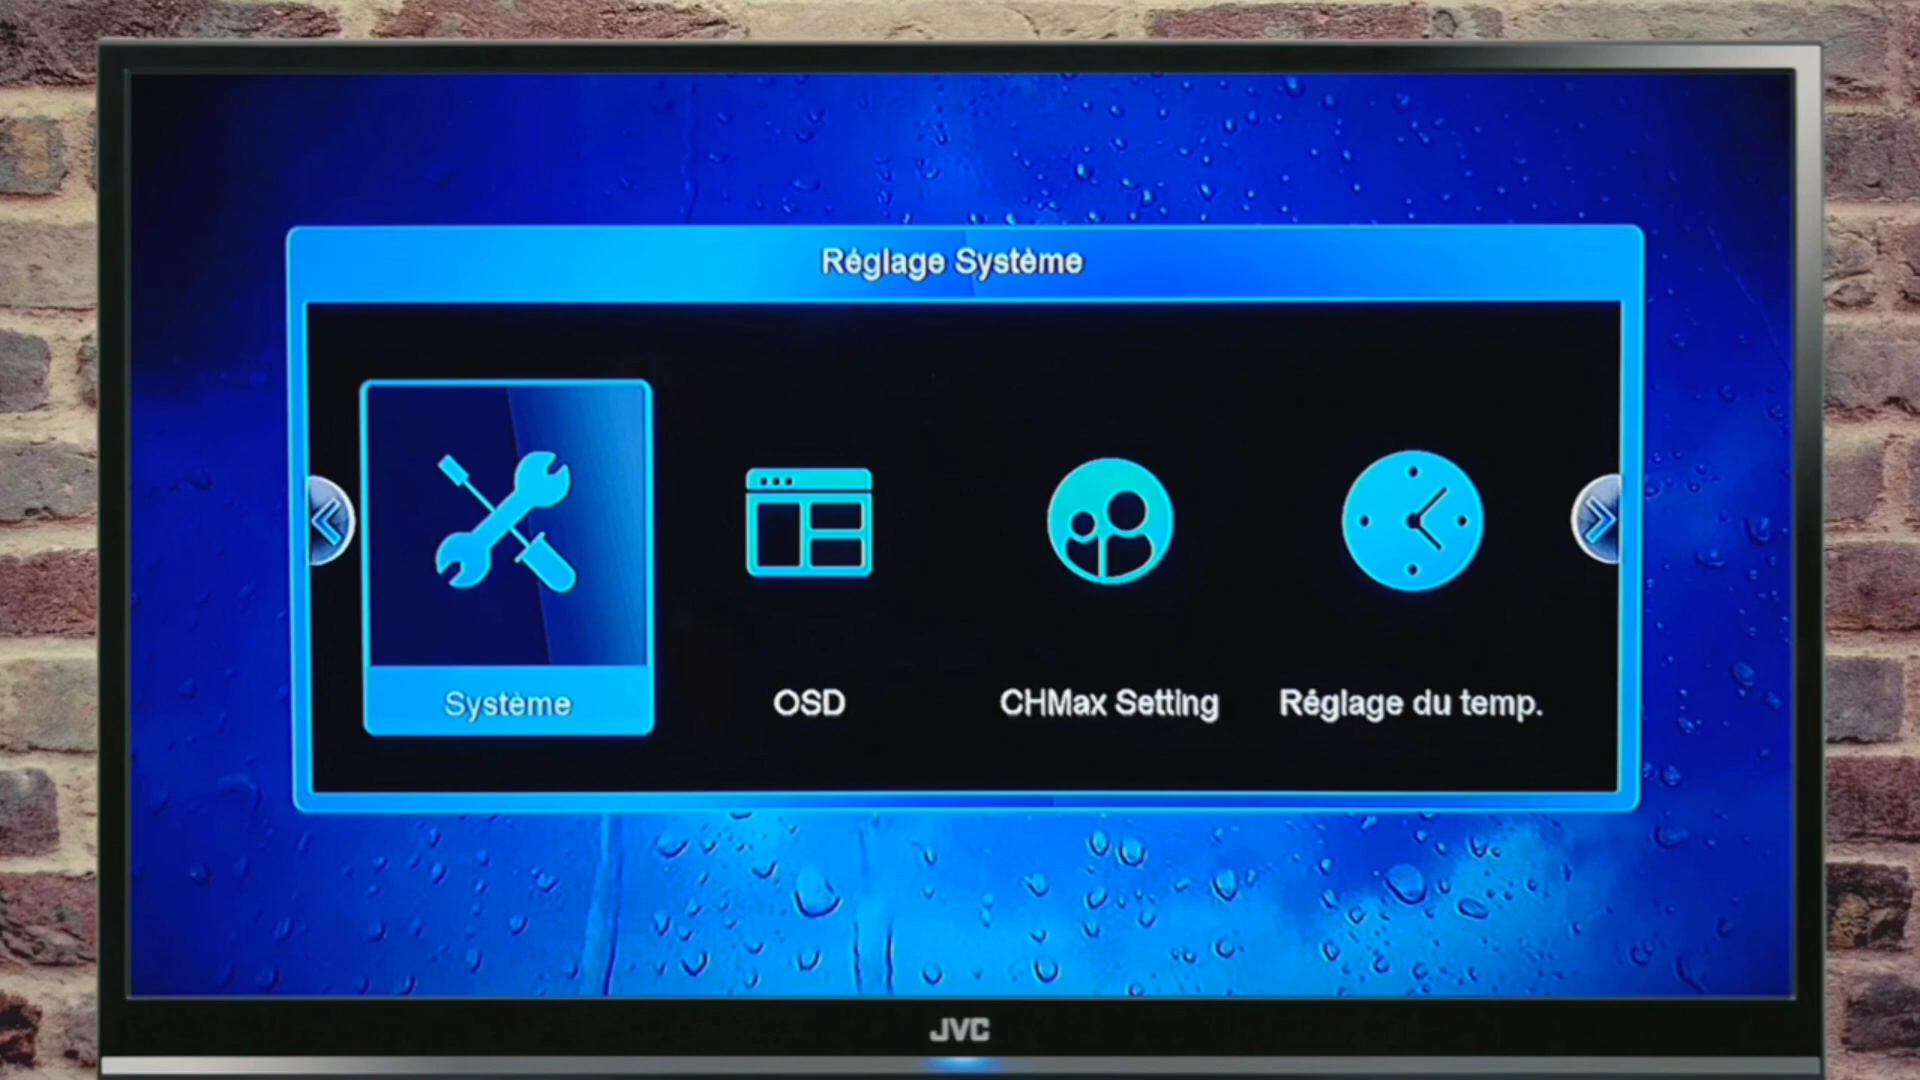 Réglage Système
Système
OSD
CHMax Setting
Réglage du temp.
JVC